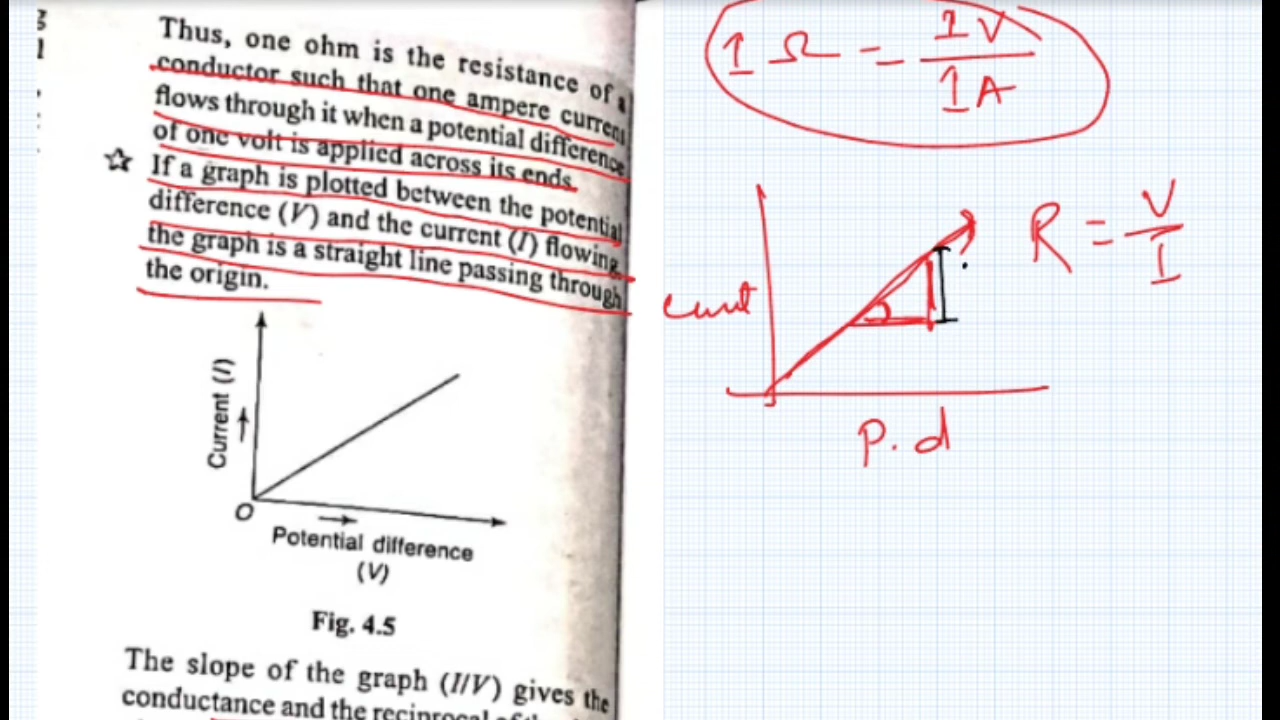 Thus, one ohm is the resistance of a
conductor such that one ampere current
flows through it when a potential difference
of one volt is applied across its ends.
☆ If a graph is plotted between the potential
difference (V) and the current (I) flowing,
the graph is a straight line passing through
the origin.
Current (I)
O
Potential difference
(V)
Fig. 4.5
The slope of the graph (I/V) gives the
conductance and the reciprocal of the
1 Ω = 1V
1A
R = V
I
P.d